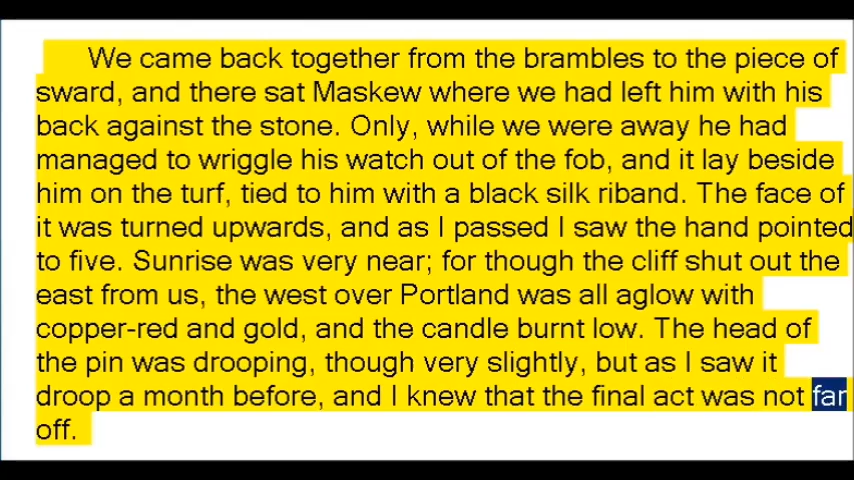 We came back together from the brambles to the piece of
sward, and there sat Maskew where we had left him with his
back against the stone. Only, while we were away he had
managed to wriggle his watch out of the fob, and it lay beside
him on the turf, tied to him with a black silk riband. The face of
it was turned upwards, and as I passed I saw the hand pointed
to five. Sunrise was very near; for though the cliff shut out the
east from us, the west over Portland was all aglow with
copper-red and gold, and the candle burnt low. The head of
the pin was drooping, though very slightly, but as I saw it
droop a month before, and I knew that the final act was not far
off.